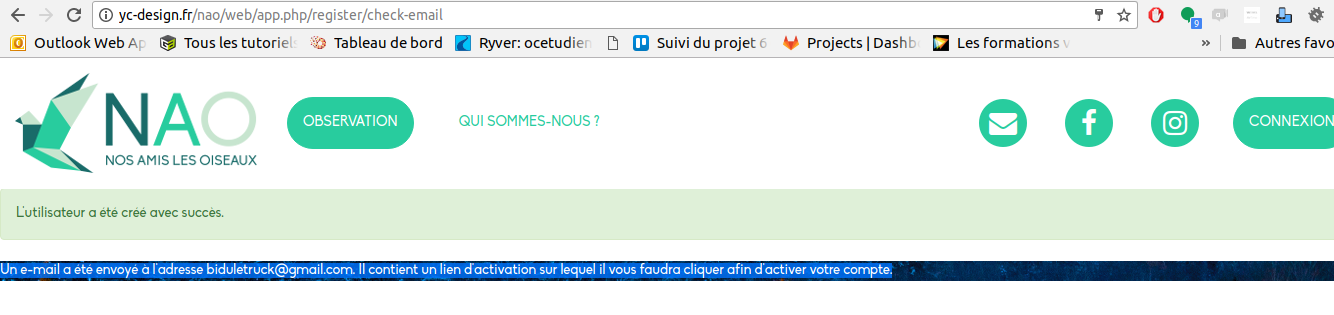 yc-design.fr/nao/web/app.php/register/check-email
9
Outlook Web Ap
Tous les tutoriels
Tableau de bord
Ryver: ocetudien
Suivi du projet 6
Projects | Dashbo
Les formations v
»
Autres favo
NAO
NOS AMIS LES OISEAUX
OBSERVATION
QUI SOMMES-NOUS ?
CONNEXION
L'utilisateur a été créé avec succès.
Un e-mail a été envoyé à l'adresse biduletruck@gmail.com. Il contient un lien d'activation sur lequel il vous faudra cliquer afin d'activer votre compte.